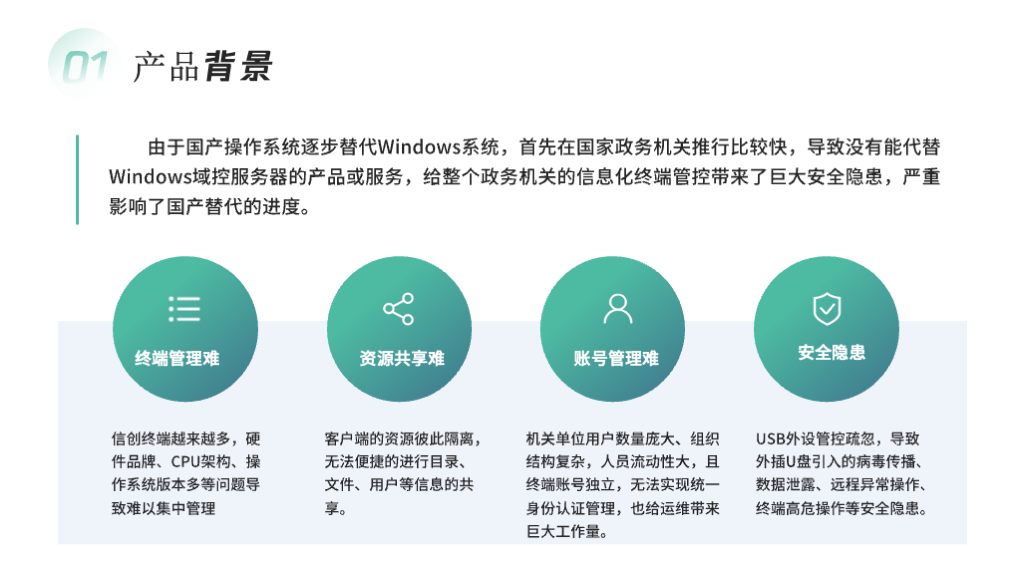 01 产品背景
由于国产操作系统逐步替代Windows系统，首先在国家政务机关推行比较快，导致没有能代替
Windows域控服务器的产品或服务，给整个政务机关的信息化终端管控带来了巨大安全隐患，严重
影响了国产替代的进度。
终端管理难
信创终端越来越多，硬
件品牌、CPU架构、操
作系统版本多等问题导
致难以集中管理
资源共享难
客户端的资源彼此隔离，
无法便捷的进行目录、
文件、用户等信息的共
享。
账号管理难
机关单位用户数量庞大、组织
结构复杂，人员流动性大，且
终端账号独立，无法实现统一
身份认证管理，也给运维带来
巨大工作量。
安全隐患
USB外设管控疏忽，导致
外插U盘引入的病毒传播、
数据泄露、远程异常操作、
终端高危操作等安全隐患。